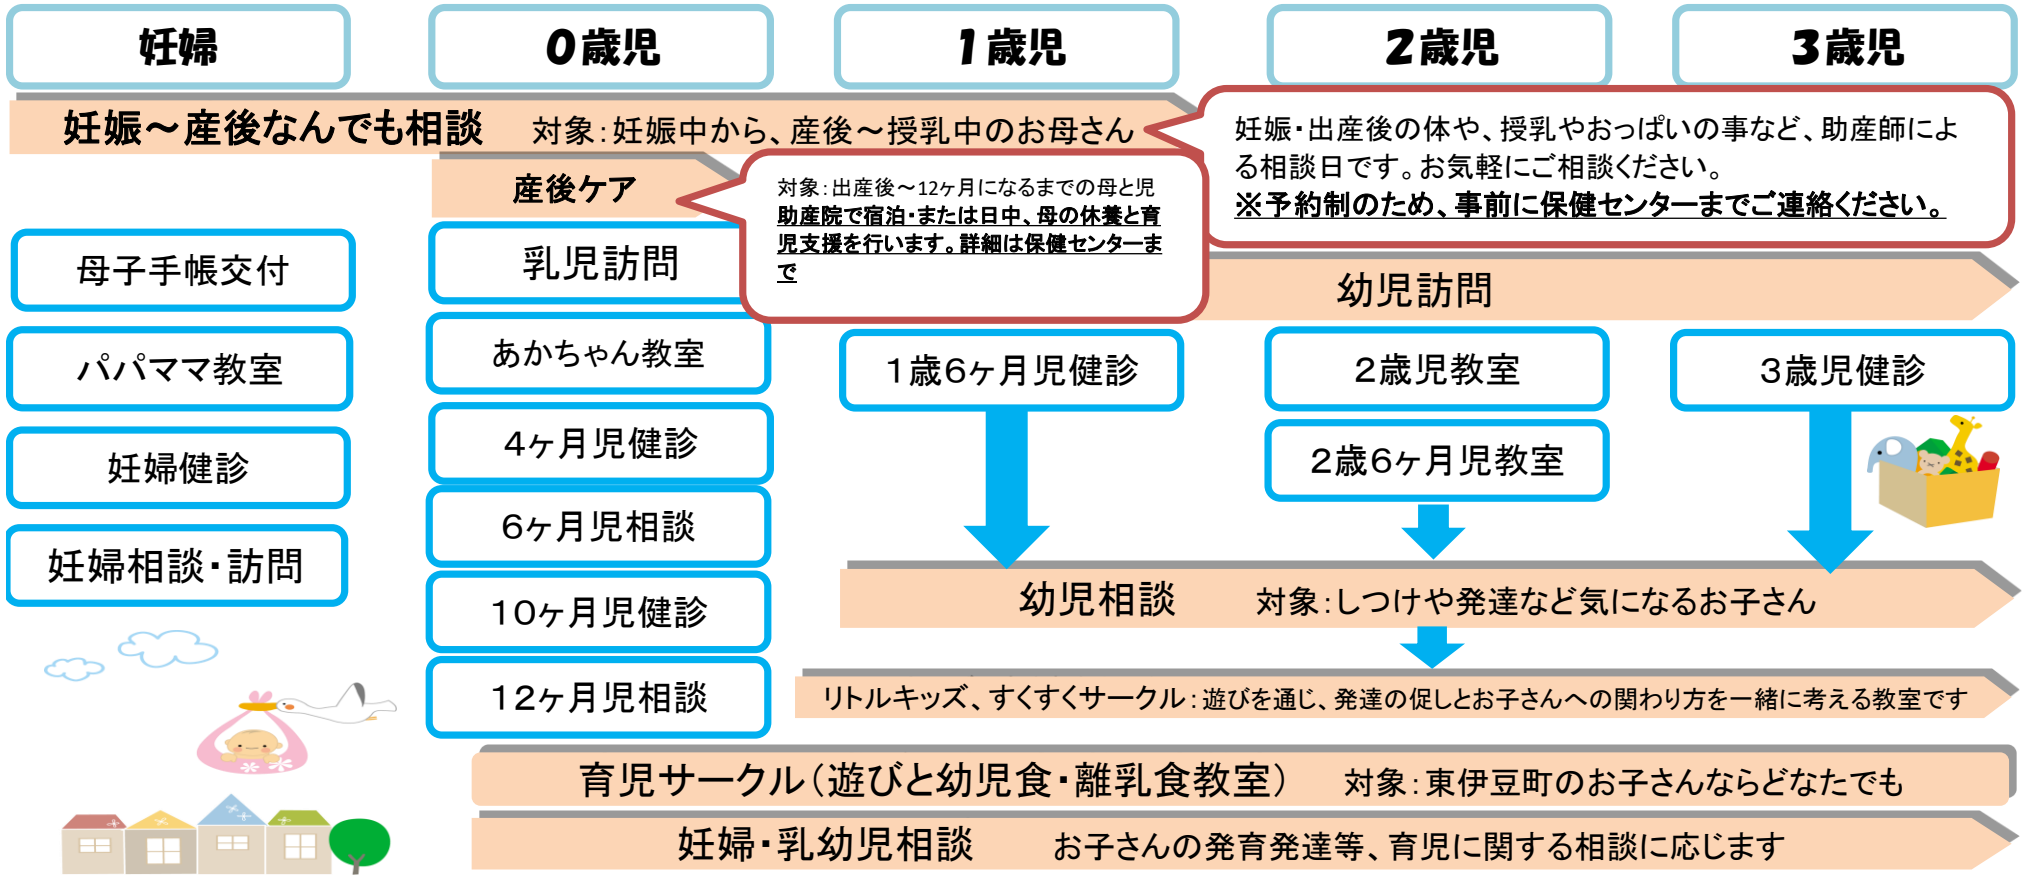 妊婦
0歳児
1歳児
2歳児
3歳児
妊娠～産後なんでも相談　対象：妊娠中から、産後～授乳中のお母さん
妊娠・出産後の体や、授乳やおっぱいの事など、助産師によ
る相談日です。お気軽にご相談ください。
※予約制のため、事前に保健センターまでご連絡ください。
産後ケア
対象：出産後～12ヶ月になるまでの母と児
助産院で宿泊・または日中、母の休養と育
児支援を行います。詳細は保健センターま
で
母子手帳交付
パパママ教室
妊婦健診
妊婦相談・訪問
乳児訪問
あかちゃん教室
4ヶ月児健診
6ヶ月児相談
10ヶ月児健診
12ヶ月児相談
幼児訪問
1歳6ヶ月児健診
2歳児教室
2歳6ヶ月児教室
3歳児健診
幼児相談　対象：しつけや発達など気になるお子さん
リトルキッズ、すくすくサークル：遊びを通じ、発達の促しとお子さんへの関わり方を一緒に考える教室です
育児サークル（遊びと幼児食・離乳食教室）　対象：東伊豆町のお子さんならどなたでも
妊婦・乳幼児相談　お子さんの発育発達等、育児に関する相談に応じます